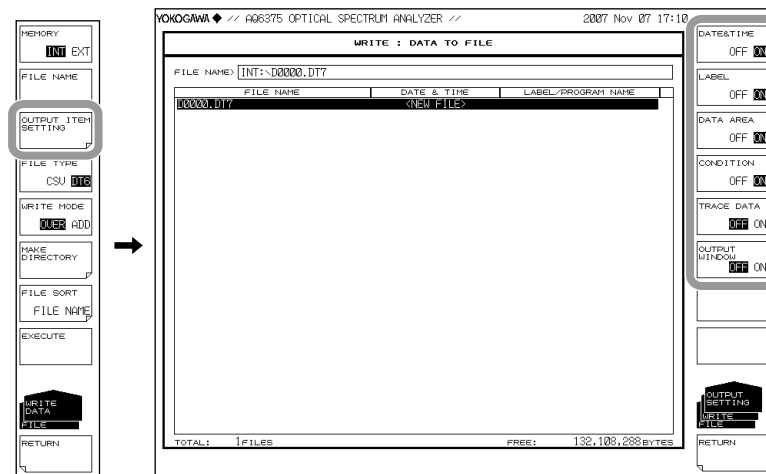 MEMORY
INT EXT
FILE NAME
OUTPUT ITEM
SETTING
FILE TYPE
CSV DT6
WRITE MODE
OVER ADD
MAKE
DIRECTORY
FILE SORT
FILE NAME
EXECUTE
WRITE
DATA
FILE
RETURN
YOKOGAWA ◆ // AQ6375 OPTICAL SPECTRUM ANALYZER // 2007 Nov 07 17:10
WRITE : DATA TO FILE
FILE NAME> INT:\D0000.DT7
FILE NAME DATE & TIME LABEL/PROGRAM NAME
D0000.DT7 <NEW FILE>
TOTAL: 1FILES FREE: 132,108,288BYTES
DATE&TIME
OFF ON
LABEL
OFF ON
DATA AREA
OFF ON
CONDITION
OFF ON
TRACE DATA
OFF ON
OUTPUT
WINDOW
OFF ON
OUTPUT
SETTING
WRITE
FILE
RETURN